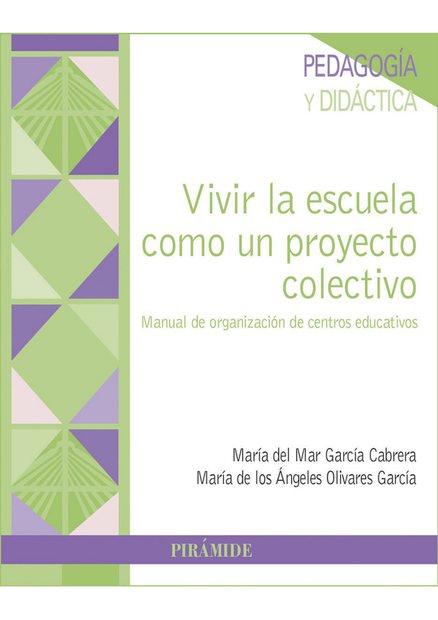 PEDAGOGÍA
Y DIDÁCTICA
Vivir la escuela
como un proyecto
colectivo
Manual de organización de centros educativos
María del Mar García Cabrera
María de los Ángeles Olivares García
PIRÁMIDE